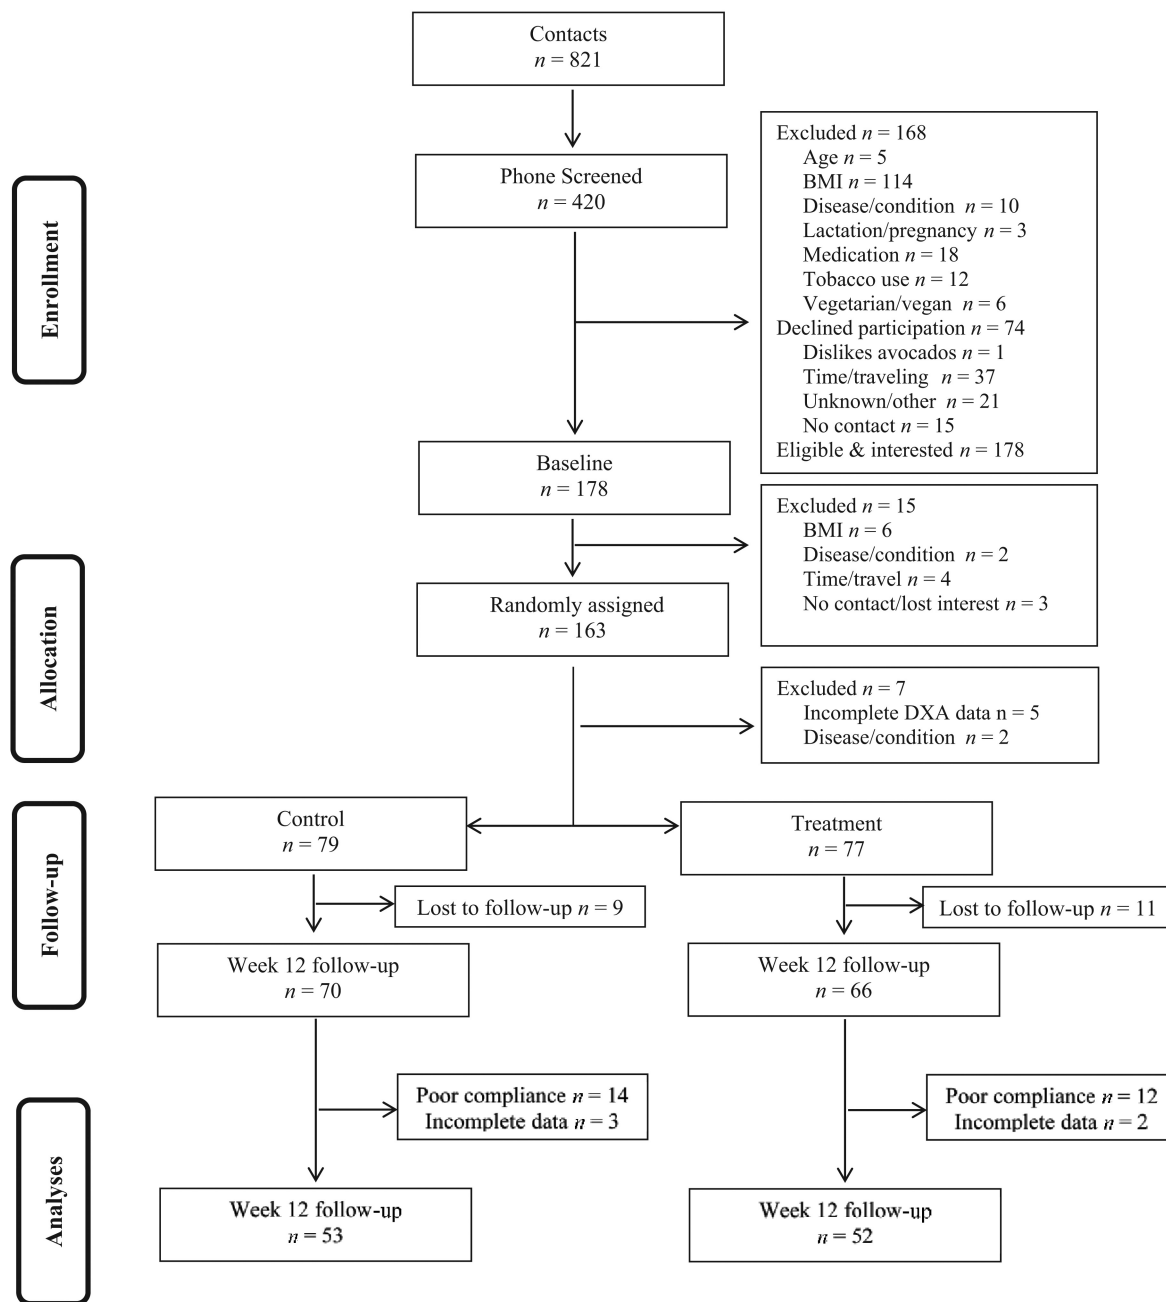 Contacts
n = 821
Enrollment
Phone Screened
n = 420
Excluded n = 168
Age n = 5
BMI n = 114
Disease/condition n = 10
Lactation/pregnancy n = 3
Medication n = 18
Tobacco use n = 12
Vegetarian/vegan n = 6
Declined participation n = 74
Dislikes avocados n = 1
Time/traveling n = 37
Unknown/other n = 21
No contact n = 15
Eligible & interested n = 178
Baseline
n = 178
Excluded n = 15
BMI n = 6
Disease/condition n = 2
Time/travel n = 4
No contact/lost interest n = 3
Allocation
Randomly assigned
n = 163
Excluded n = 7
Incomplete DXA data n = 5
Disease/condition n = 2
Follow-up
Control
n = 79
Treatment
n = 77
Lost to follow-up n = 9
Lost to follow-up n = 11
Week 12 follow-up
n = 70
Week 12 follow-up
n = 66
Analyses
Poor compliance n = 14
Incomplete data n = 3
Poor compliance n = 12
Incomplete data n = 2
Week 12 follow-up
n = 53
Week 12 follow-up
n = 52